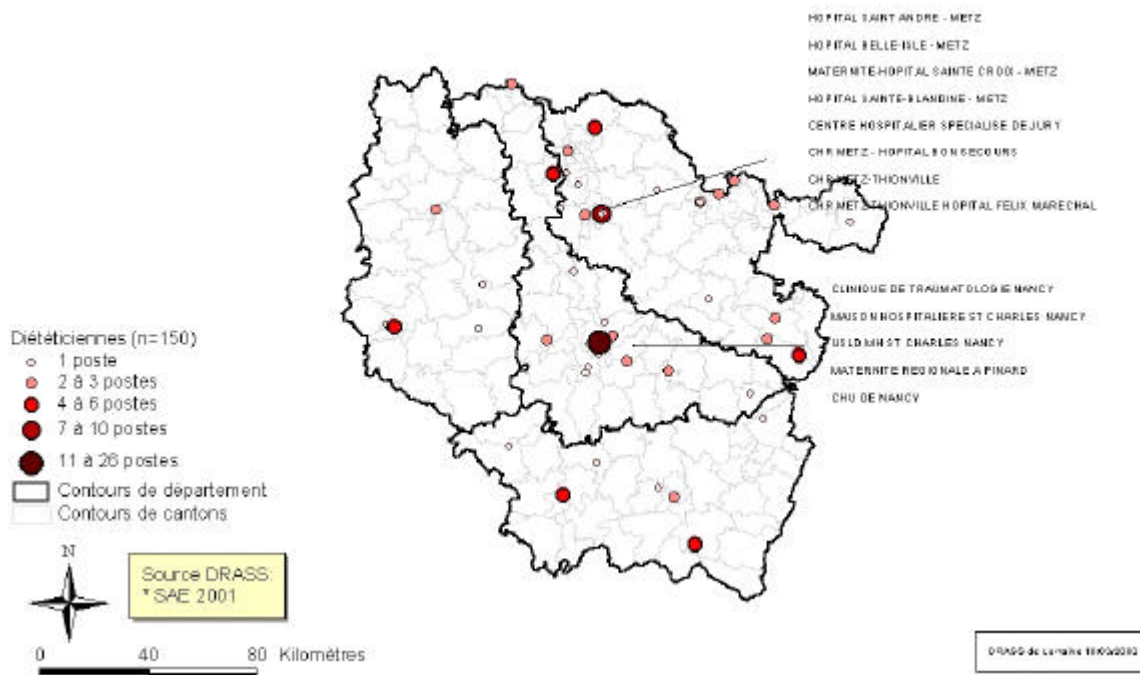 HOPITAL SAINT ANDRE - METZ
HOPITAL BELLE-ISLE - METZ
MATERNITE-HOPITAL SAINTE CROIX - METZ
HOPITAL SAINTE-BLANDINE - METZ
CENTRE HOSPITALIER SPECIALISE DE JURY
CHR METZ - HOPITAL BON SECOURS
CHR METZ-THIONVILLE
CHR METZ-THIONVILLE HOPITAL FELIX MARECHAL
CLINIQUE DE TRAUMATOLOGIE NANCY
MAISON HOSPITALIERE ST CHARLES NANCY
USLD MH ST CHARLES NANCY
MATERNITE REGIONALE A PINARD
CHU DE NANCY
Diététiciennes (n=150)
1 poste
2 à 3 postes
4 à 6 postes
7 à 10 postes
11 à 26 postes
Contours de département
Contours de cantons
N
Source DRASS:
* SAE 2001
0 40 80 Kilomètres
DRASS de Lorraine